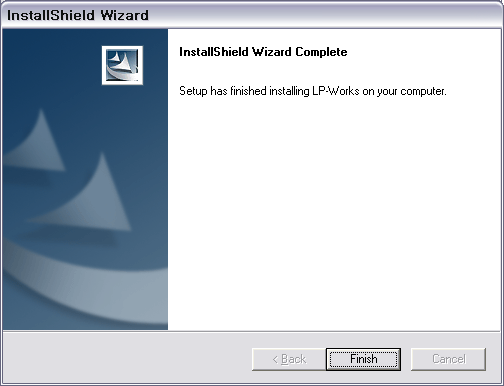 InstallShield Wizard
InstallShield Wizard Complete
Setup has finished installing LP-Works on your computer.
< Back
Finish
Cancel